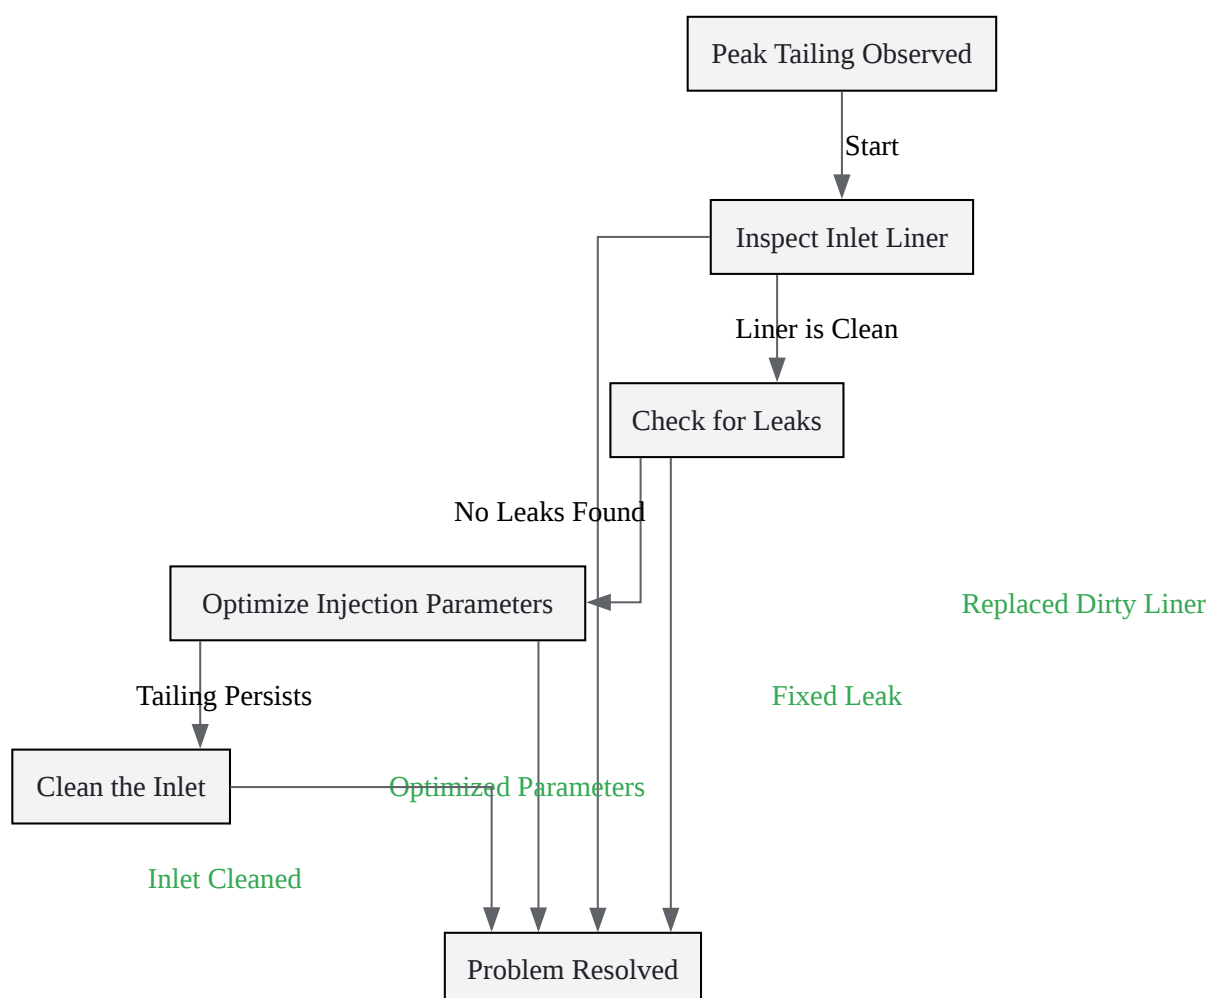 Peak Tailing Observed
Start
Inspect Inlet Liner
Liner is Clean
Check for Leaks
No Leaks Found
Optimize Injection Parameters
Replaced Dirty Liner
Tailing Persists
Fixed Leak
Clean the Inlet
Optimized Parameters
Inlet Cleaned
Problem Resolved